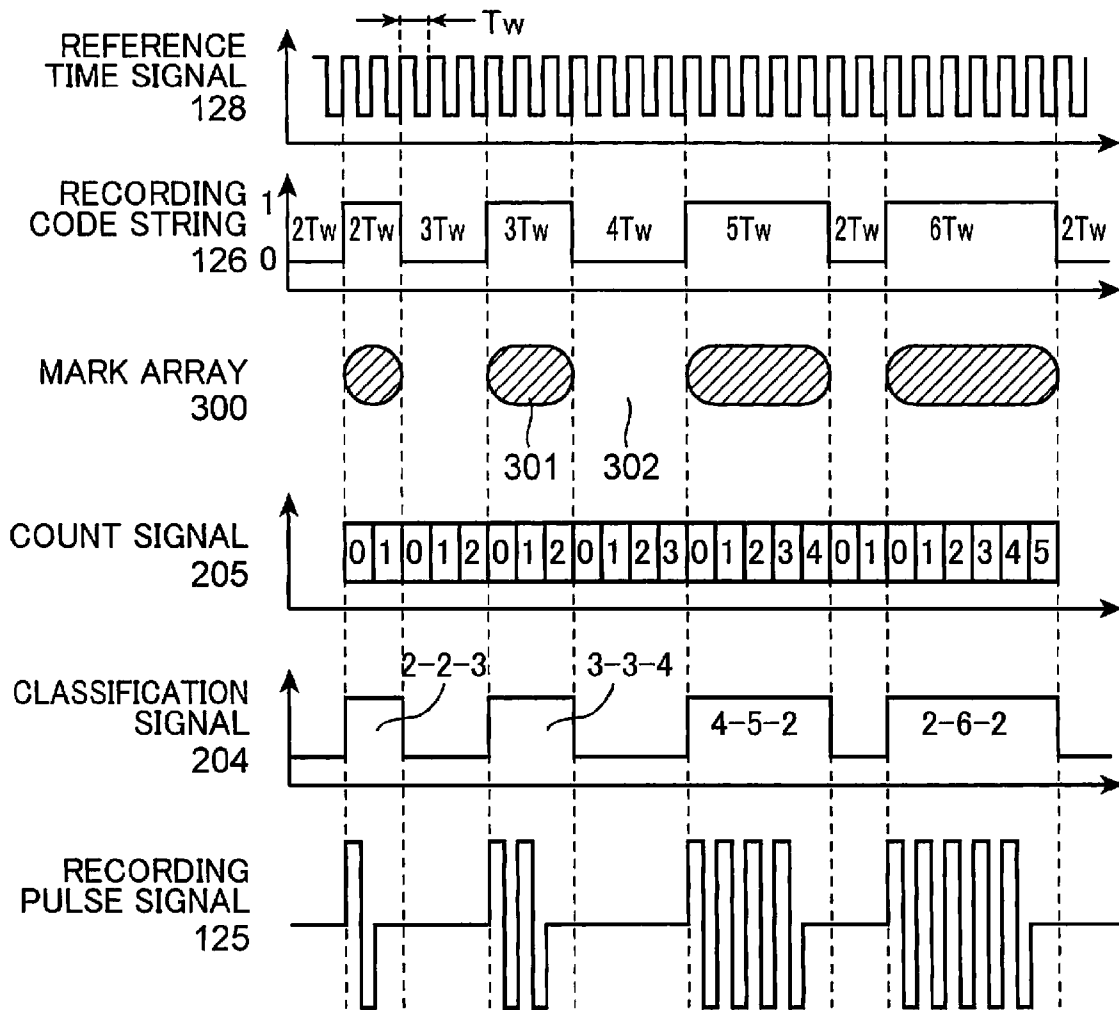 Tw
REFERENCE
TIME SIGNAL
128
RECORDING
CODE STRING
126
1
0
2Tw 2Tw 3Tw 3Tw 4Tw 5Tw 2Tw 6Tw 2Tw
MARK ARRAY
300
301 302
COUNT SIGNAL
205
0 1 0 1 2 0 1 2 0 1 2 3 0 1 2 3 4 0 1 0 1 2 3 4 5
2-2-3 3-3-4
CLASSIFICATION
SIGNAL
204
4-5-2 2-6-2
RECORDING
PULSE SIGNAL
125